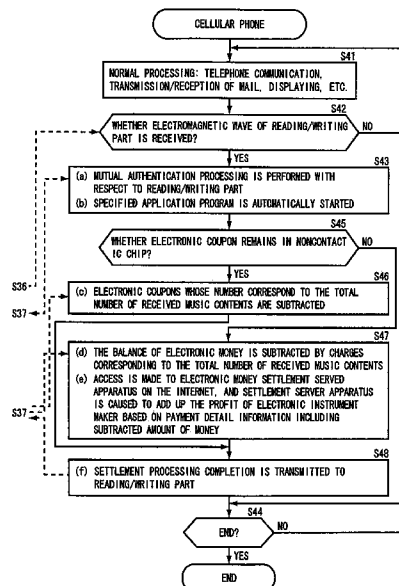 CELLULAR PHONE
S41
NORMAL PROCESSING: TELEPHONE COMMUNICATION,
TRANSMISSION/RECEPTION OF MAIL, DISPLAYING, ETC.
S42
WHETHER ELECTROMAGNETIC WAVE OF READING/WRITING
PART IS RECEIVED?
NO
YES
S43
(a) MUTUAL AUTHENTICATION PROCESSING IS PERFORMED WITH
RESPECT TO READING/WRITING PART
(b) SPECIFIED APPLICATION PROGRAM IS AUTOMATICALLY STARTED
S45
WHETHER ELECTRONIC COUPON REMAINS IN NONCONTACT
IC CHIP?
NO
S36
S37
YES
S46
(c) ELECTRONIC COUPONS WHOSE NUMBER CORRESPOND TO THE TOTAL
NUMBER OF RECEIVED MUSIC CONTENTS ARE SUBTRACTED
S47
(d) THE BALANCE OF ELECTRONIC MONEY IS SUBTRACTED BY CHARGES
CORRESPONDING TO THE TOTAL NUMBER OF RECEIVED MUSIC CONTENTS
(e) ACCESS IS MADE TO ELECTRONIC MONEY SETTLEMENT SERVED
APPARATUS ON THE INTERNET, AND SETTLEMENT SERVER APPARATUS
IS CAUSED TO ADD UP THE PROFIT OF ELECTRONIC INSTRUMENT
MAKER BASED ON PAYMENT DETAIL INFORMATION INCLUDING
SUBTRACTED AMOUNT OF MONEY
S37
S48
(f) SETTLEMENT PROCESSING COMPLETION IS TRANSMITTED TO
READING/WRITING PART
S44
END?
NO
YES
END